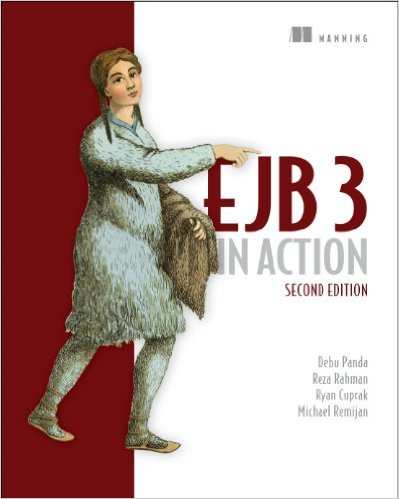 MANNING
EJB 3
IN ACTION
SECOND EDITION
Debu Panda
Reza Rahman
Ryan Cuprak
Michael Remijan